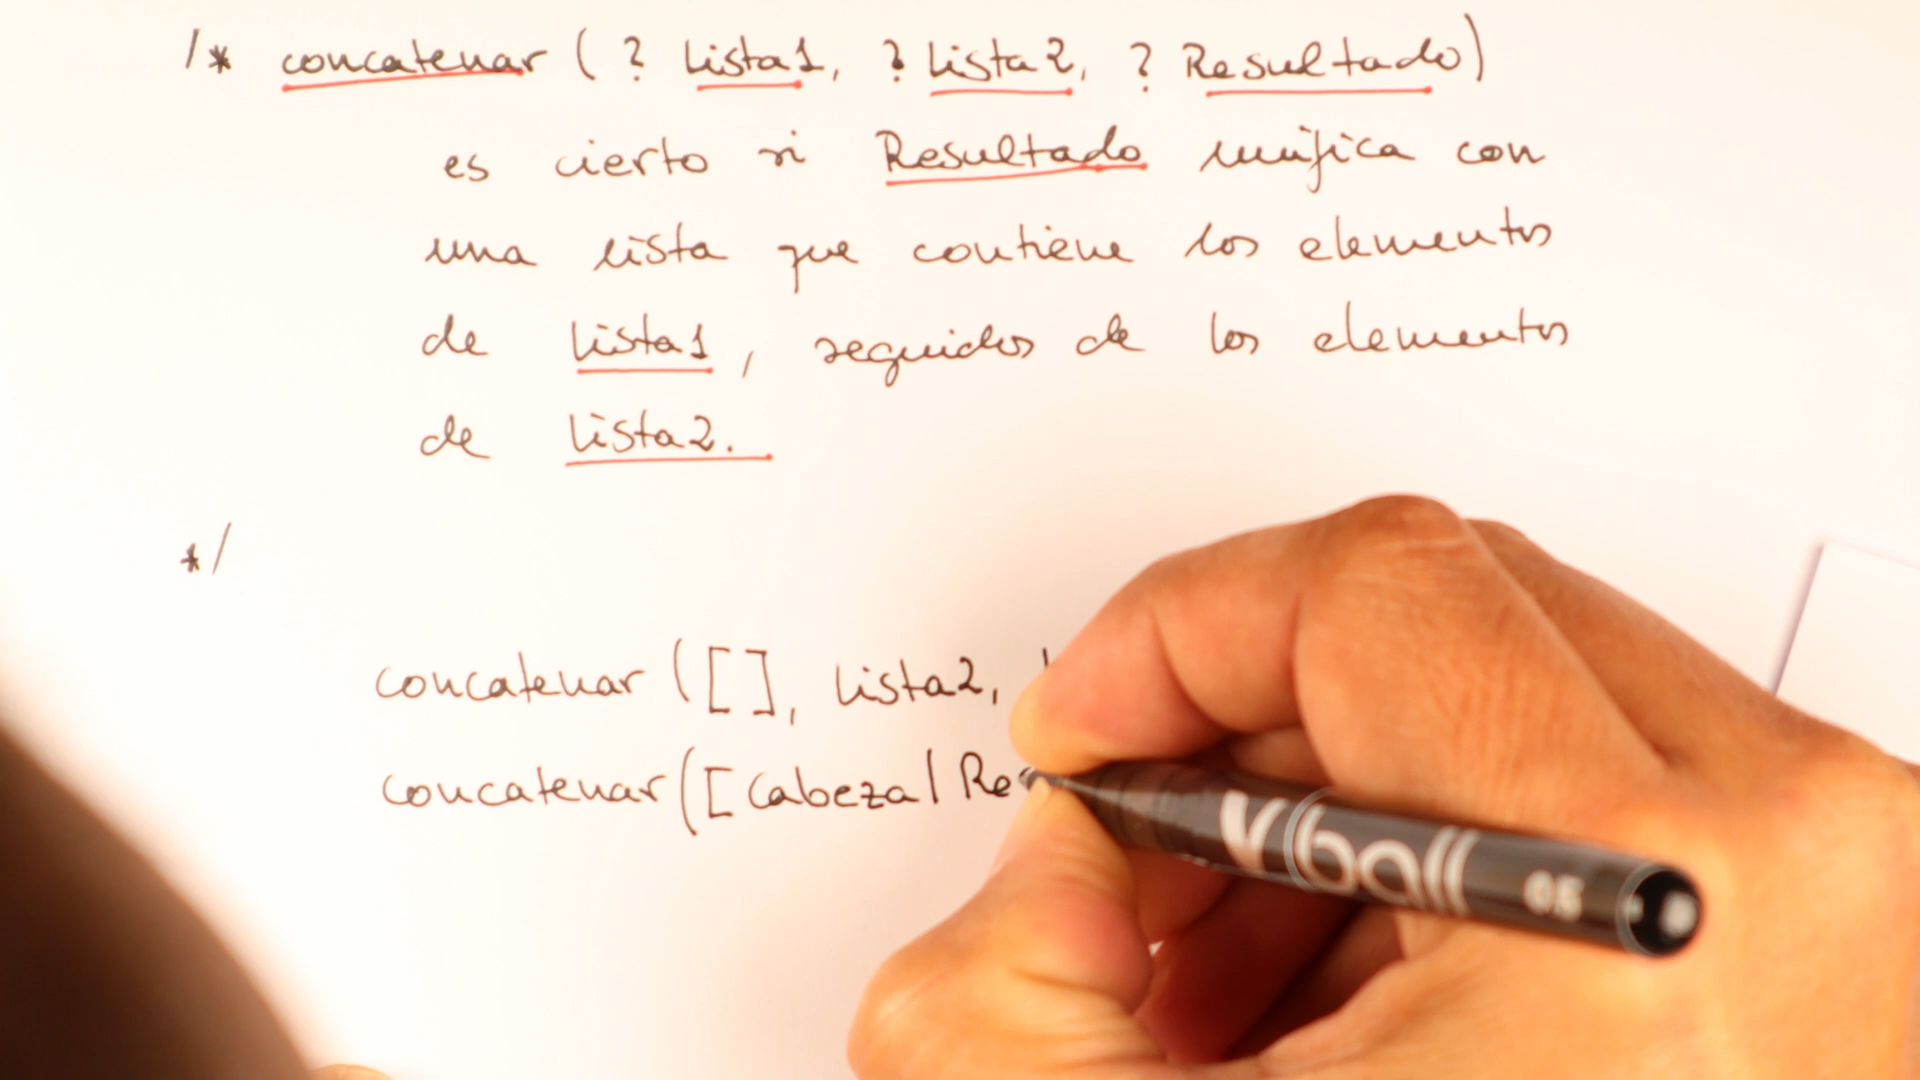 /* concatenar (? Lista1, ? Lista2, ? Resultado)
es cierto si Resultado unifica con
una lista que contiene los elementos
de Lista1, seguidos de los elementos
de Lista2.
*/
concatenar ([], Lista2,
concatenar ([Cabeza| Res
V ball 05